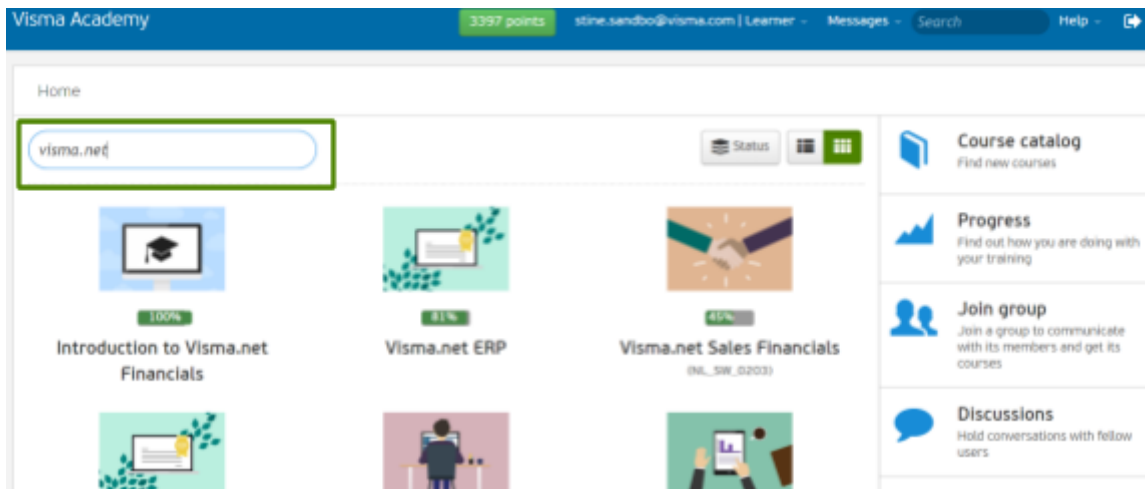 Visma Academy
3397 points
stine.sandbo@visma.com | Learner
Messages
Search
Help
Home
visma.net
Status
100%
Introduction to Visma.net
Financials
81%
Visma.net ERP
45%
Visma.net Sales Financials
(NL_SW_0203)
Course catalog
Find new courses
Progress
Find out how you are doing with
your training
Join group
Join a group to communicate
with its members and get its
courses
Discussions
Hold conversations with fellow
users